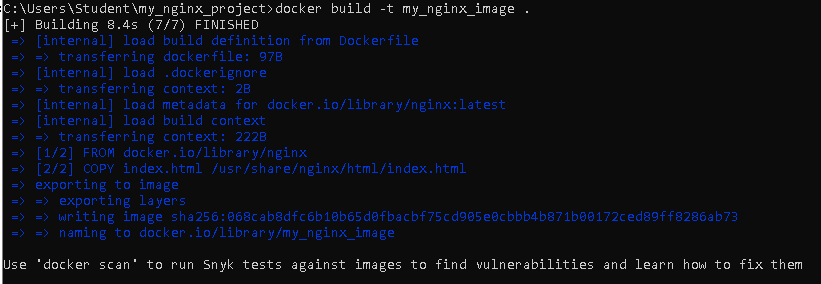 C:\Users\Student\my_nginx_project>docker build -t my_nginx_image .
[+] Building 8.4s (7/7) FINISHED
=> [internal] load build definition from Dockerfile
=> => transferring dockerfile: 97B
=> [internal] load .dockerignore
=> => transferring context: 2B
=> [internal] load metadata for docker.io/library/nginx:latest
=> [internal] load build context
=> => transferring context: 222B
=> [1/2] FROM docker.io/library/nginx
=> [2/2] COPY index.html /usr/share/nginx/html/index.html
=> exporting to image
=> => exporting layers
=> => writing image sha256:068cab8dfc6b10b65d0fbacbf75cd905e0cbbb4b871b00172ced89ff8286ab73
=> => naming to docker.io/library/my_nginx_image
Use 'docker scan' to run Snyk tests against images to find vulnerabilities and learn how to fix them